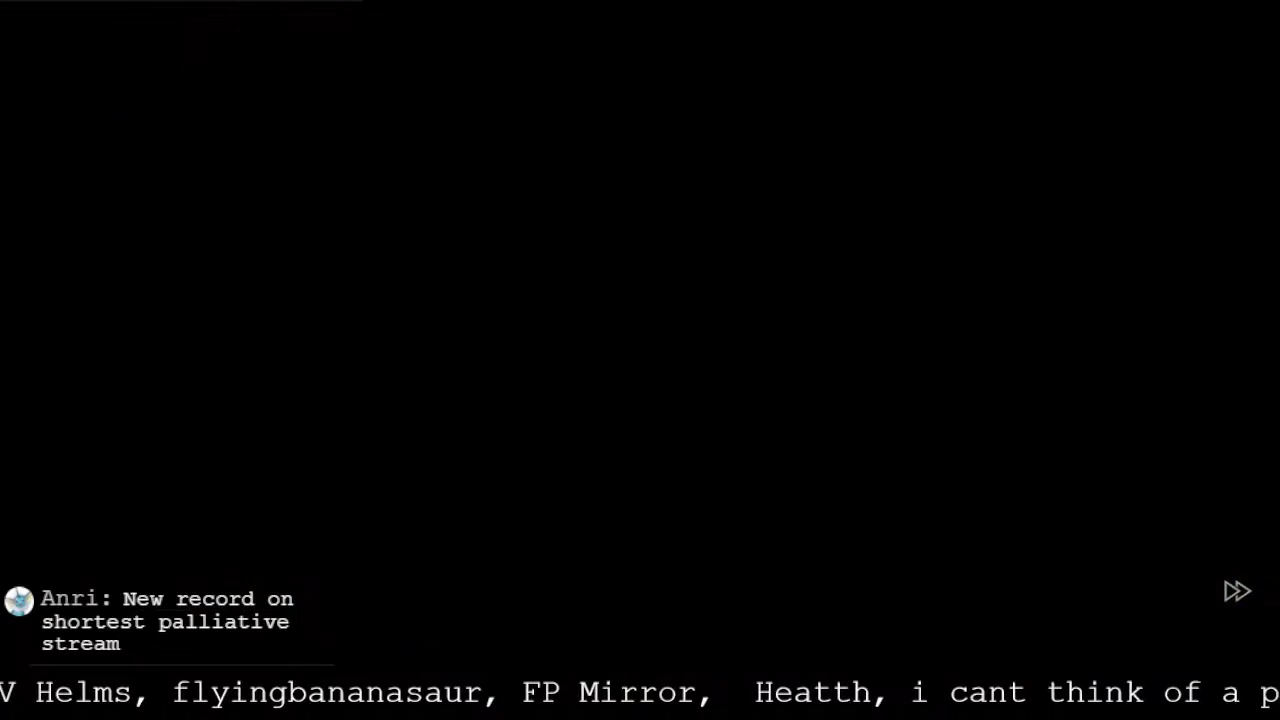 Anri: New record on
shortest palliative
stream
V Helms, flyingbananasaur, FP Mirror,  Heatth, i cant think of a p